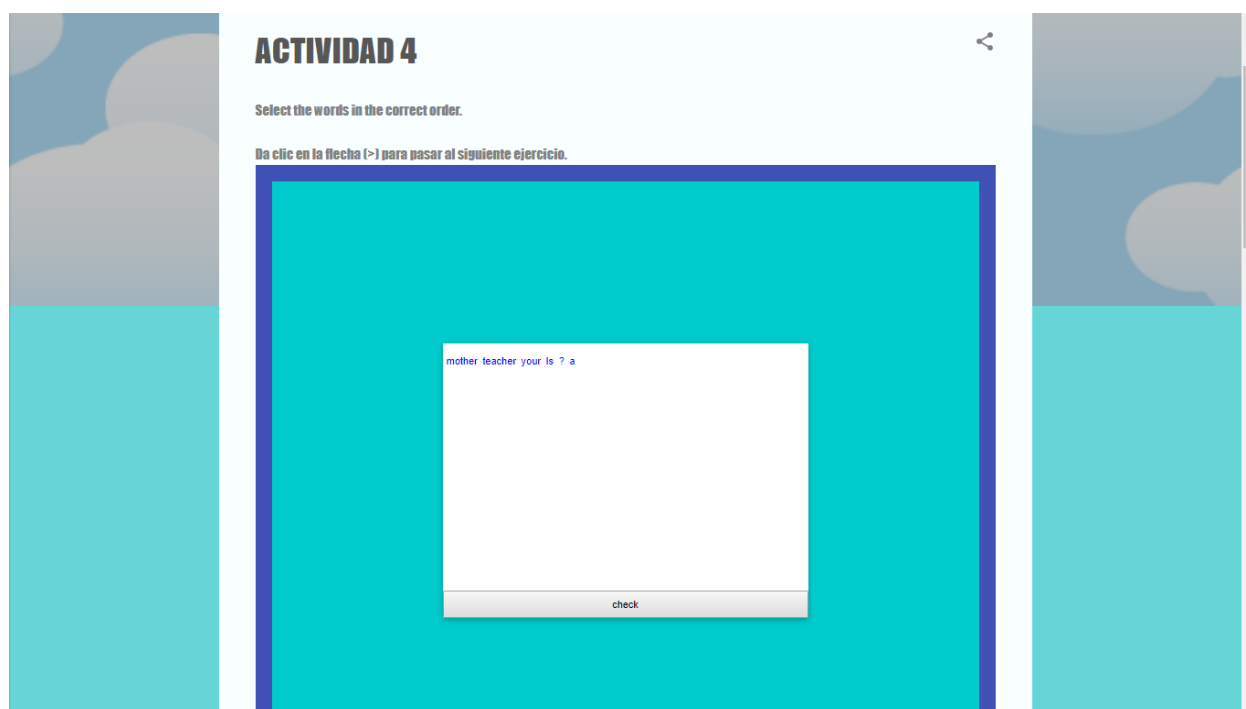 ACTIVIDAD 4
Select the words in the correct order.
Da clic en la flecha (>) para pasar al siguiente ejercicio.
mother teacher your Is ? a
check